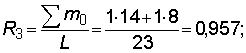 R₃ = ∑ m₀ / L = 1·14+1·8 / 23 = 0,957;